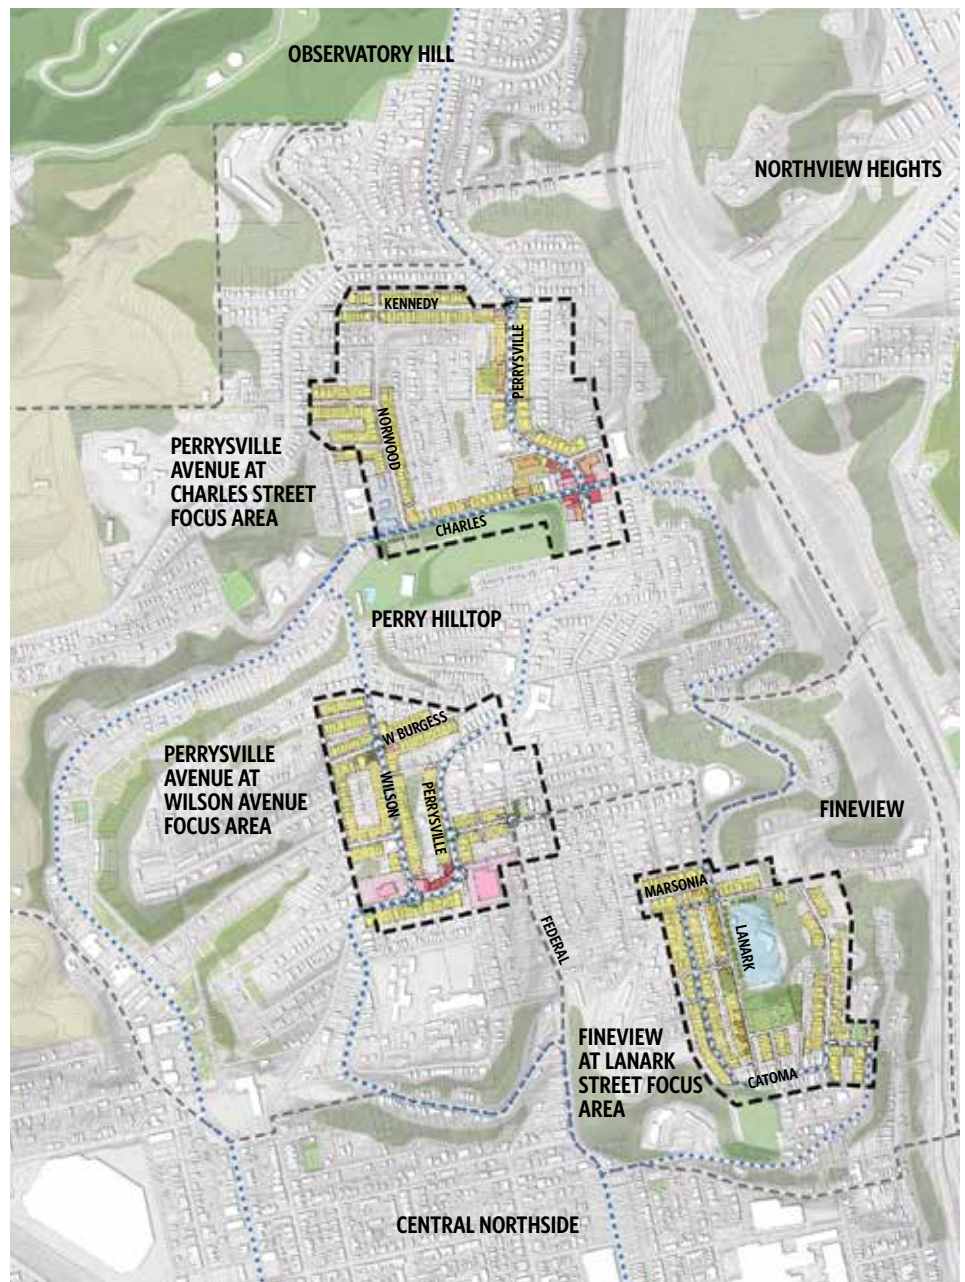 OBSERVATORY HILL
NORTHVIEW HEIGHTS
KENNEDY
PERRYSVILLE
NORWOOD
PERRYSVILLE
AVENUE AT
CHARLES STREET
FOCUS AREA
CHARLES
PERRY HILLTOP
W BURGESS
PERRYSVILLE
AVENUE AT
WILSON AVENUE
FOCUS AREA
WILSON
PERRYSVILLE
FINEVIEW
MARSONIA
LANARK
FEDERAL
FINEVIEW
AT LANARK
STREET FOCUS
AREA
CATOMA
CENTRAL NORTHSIDE